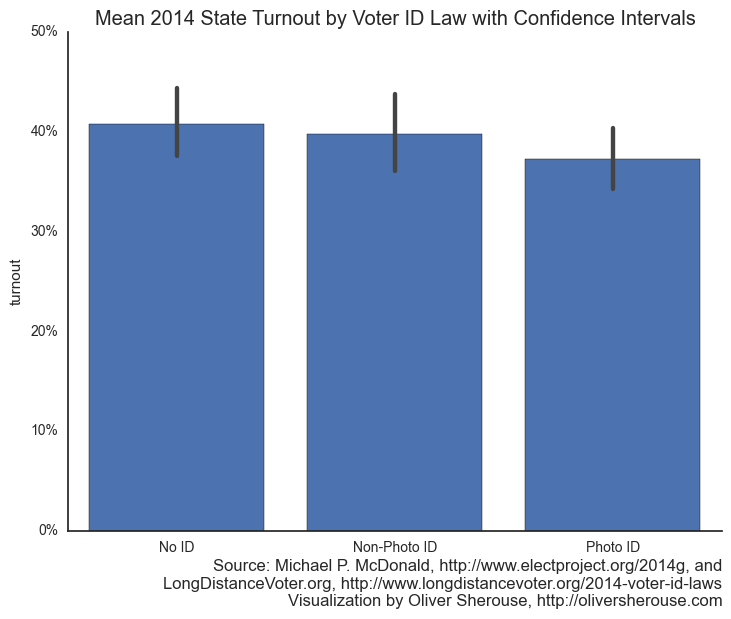 Mean 2014 State Turnout by Voter ID Law with Confidence Intervals
50%
40%
30%
20%
10%
0%
turnout
No ID
Non-Photo ID
Photo ID
Source: Michael P. McDonald, http://www.electproject.org/2014g, and
LongDistanceVoter.org, http://www.longdistancevoter.org/2014-voter-id-laws
Visualization by Oliver Sherouse, http://oliversherouse.com